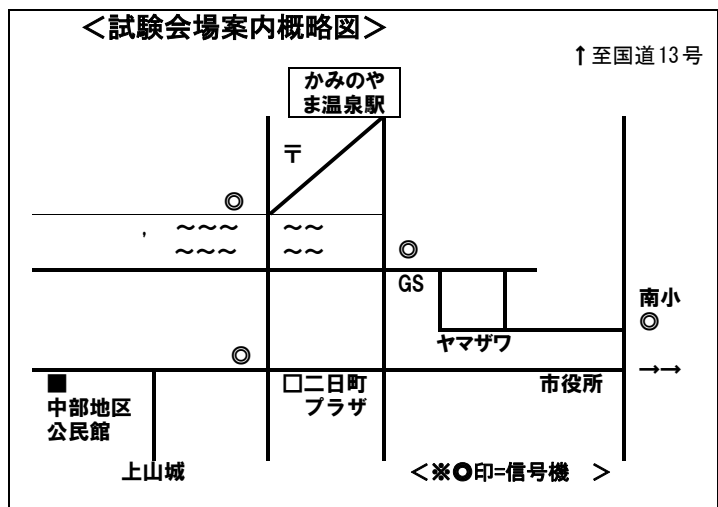 ＜試験会場案内概略図＞
↑至国道13号
かみのや
ま温泉駅
〒
◎
， ～～～ ～～
～～～ ～～
◎
GS
南小
◎
ヤマザワ
◎
→→
■
中部地区
公民館
□二日町
プラザ
市役所
上山城
＜※◎印=信号機 ＞